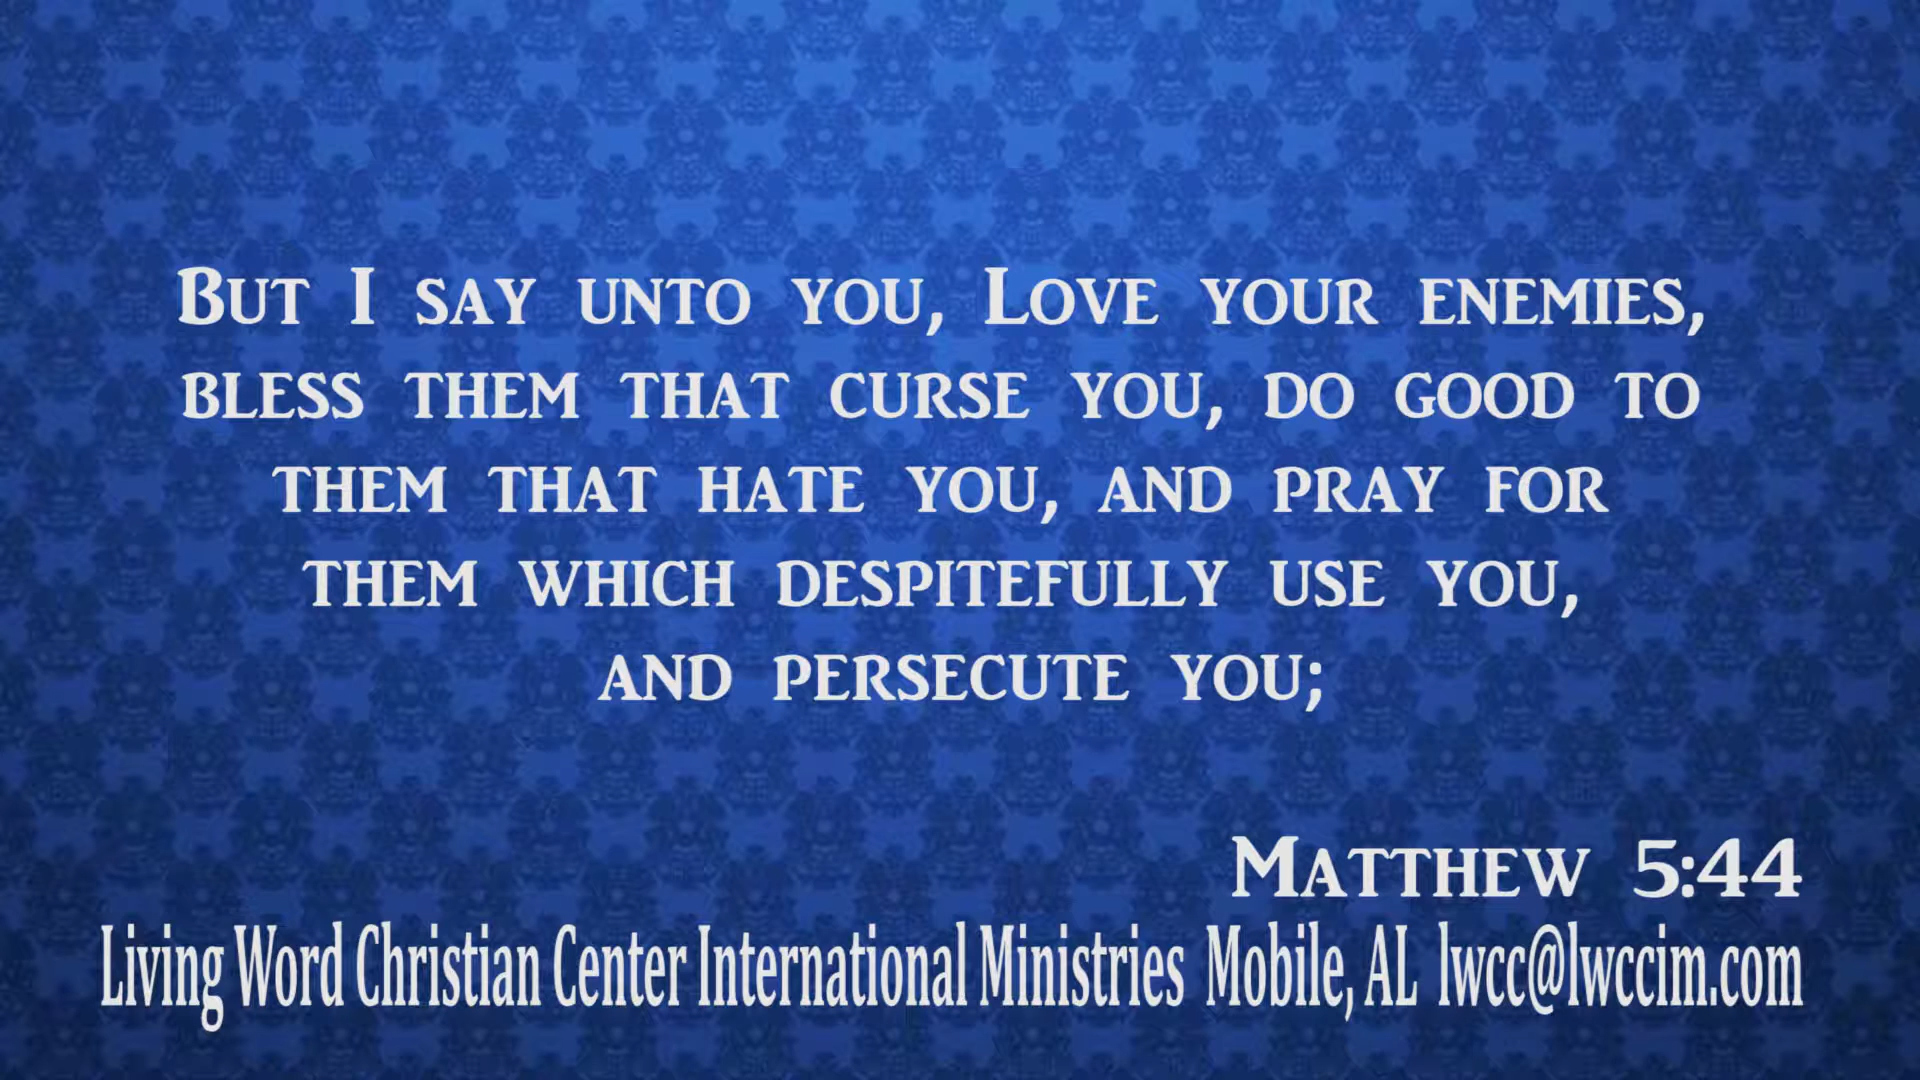 But I say unto you, Love your enemies,
bless them that curse you, do good to
them that hate you, and pray for
them which despitefully use you,
and persecute you;
Matthew 5:44
Living Word Christian Center International Ministries Mobile, AL lwcc@lwccim.com